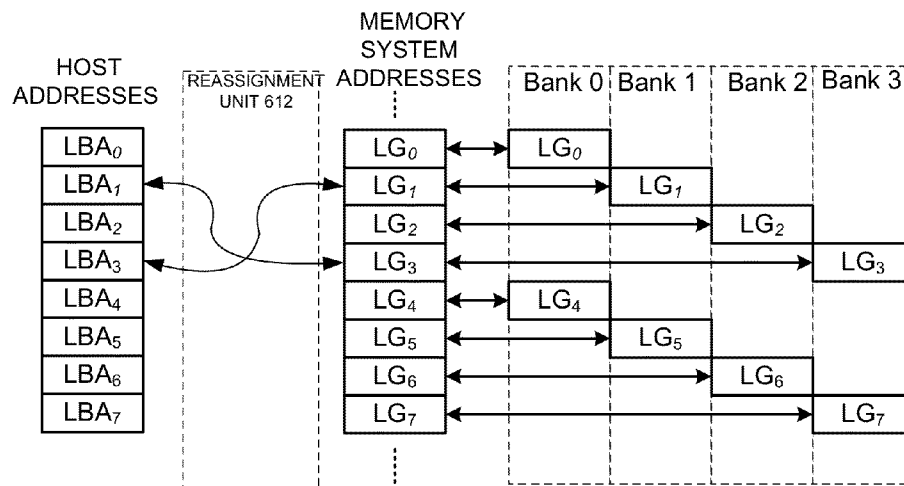 HOST
ADDRESSES
REASSIGNMENT
UNIT 612
MEMORY
SYSTEM
ADDRESSES
Bank 0 Bank 1 Bank 2 Bank 3
LBA0 LG0 LG0
LBA1 LG1 LG1
LBA2 LG2 LG2
LBA3 LG3 LG3
LBA4 LG4 LG4
LBA5 LG5 LG5
LBA6 LG6 LG6
LBA7 LG7 LG7